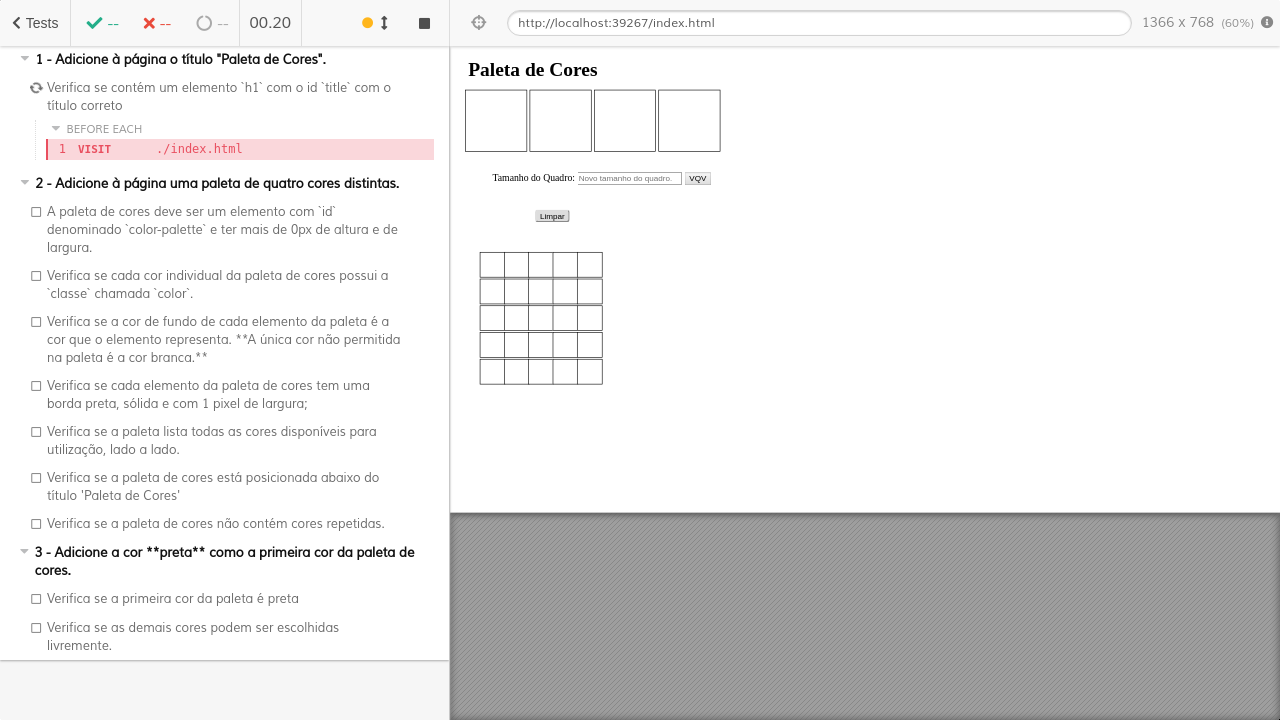 Tests
--
--
--
00.20
http://localhost:39267/index.html
1366 x 768 (60%)
1 - Adicione à página o título "Paleta de Cores".
Verifica se contém um elemento `h1` com o id `title` com o
título correto
BEFORE EACH
1 VISIT ./index.html
2 - Adicione à página uma paleta de quatro cores distintas.
A paleta de cores deve ser um elemento com `id`
denominado `color-palette` e ter mais de 0px de altura e de
largura.
Verifica se cada cor individual da paleta de cores possui a
`classe` chamada `color`.
Verifica se a cor de fundo de cada elemento da paleta é a
cor que o elemento representa. **A única cor não permitida
na paleta é a cor branca.**
Verifica se cada elemento da paleta de cores tem uma
borda preta, sólida e com 1 pixel de largura;
Verifica se a paleta lista todas as cores disponíveis para
utilização, lado a lado.
Verifica se a paleta de cores está posicionada abaixo do
título 'Paleta de Cores'
Verifica se a paleta de cores não contém cores repetidas.
3 - Adicione a cor **preta** como a primeira cor da paleta de
cores.
Verifica se a primeira cor da paleta é preta
Verifica se as demais cores podem ser escolhidas
livremente.
Paleta de Cores
Tamanho do Quadro: Novo tamanho do quadro. VQV
Limpar